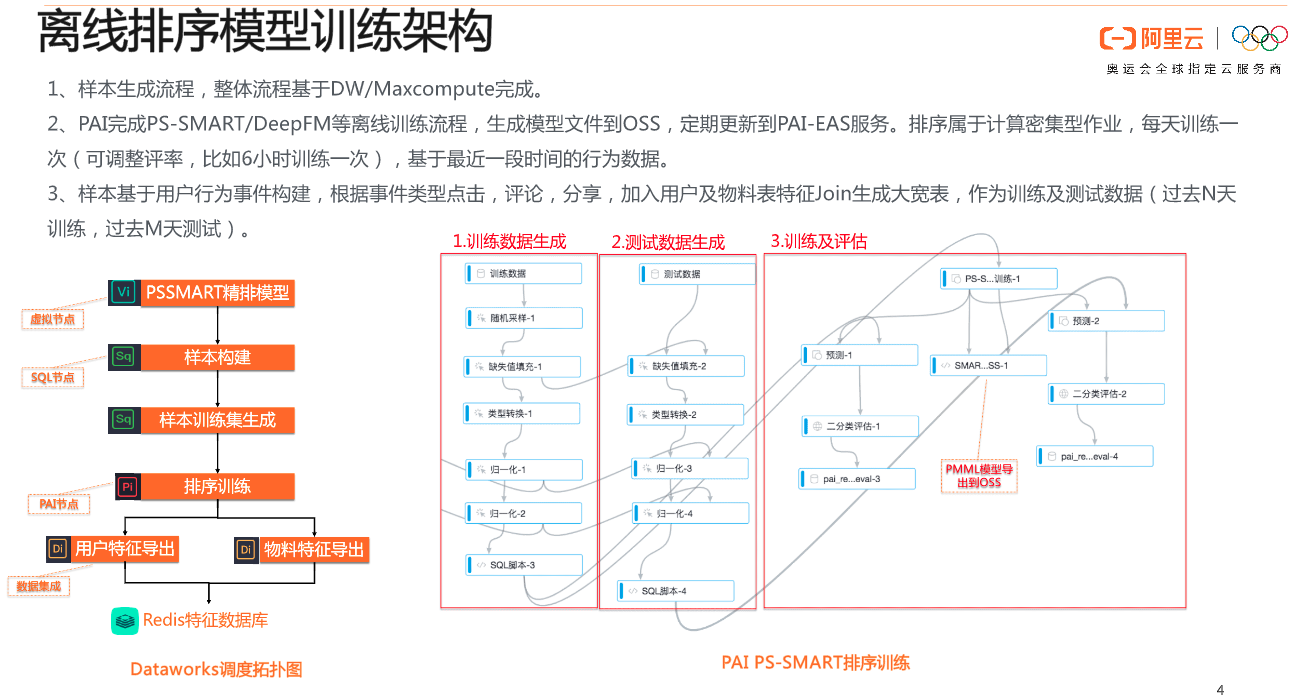 离线排序模型训练架构
阿里云
奥运会全球指定云服务商
1、样本生成流程，整体流程基于DW/Maxcompute完成。
2、PAI完成PS-SMART/DeepFM等离线训练流程，生成模型文件到OSS，定期更新到PAI-EAS服务。排序属于计算密集型作业，每天训练一
次（可调整评率，比如6小时训练一次），基于最近一段时间的行为数据。
3、样本基于用户行为事件构建，根据事件类型点击，评论，分享，加入用户及物料表特征Join生成大宽表，作为训练及测试数据（过去N天
训练，过去M天测试）。
Vi
PSSMART精排模型
虚拟节点
Sq
样本构建
SQL节点
Sq
样本训练集生成
Pi
排序训练
PAI节点
Di
用户特征导出
Di
物料特征导出
数据集成
Redis特征数据库
Dataworks调度拓扑图
1.训练数据生成
训练数据
随机采样-1
缺失值填充-1
类型转换-1
归一化-1
归一化-2
SQL脚本-3
2.测试数据生成
测试数据
缺失值填充-2
类型转换-2
归一化-3
归一化-4
SQL脚本-4
3.训练及评估
PS-S...训练-1
预测-2
预测-1
SMAR...SS-1
二分类评估-2
二分类评估-1
pai_re...eval-4
pai_re...eval-3
PMML模型导
出到OSS
PAI PS-SMART排序训练
4